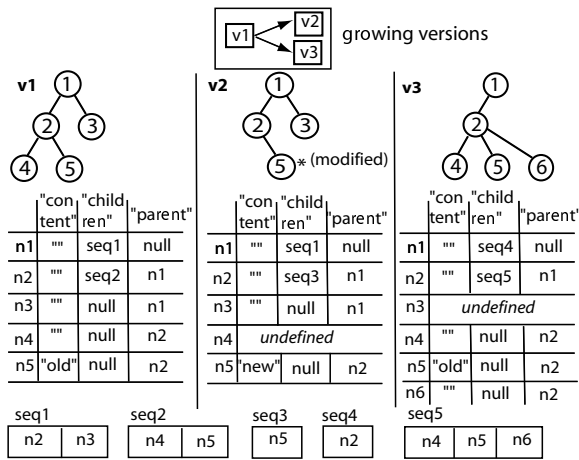 v1
v2
v3
growing versions
v1
1
2
3
4
5
"con "child
tent" ren" "parent"
n1 "" seq1 null
n2 "" seq2 n1
n3 "" null n1
n4 "" null n2
n5 "old" null n2
v2
1
2
3
5 * (modified)
"con "child
tent" ren" "parent"
n1 "" seq1 null
n2 "" seq3 n1
n3 "" null n1
n4 undefined
n5 "new" null n2
v3
1
2
4
5
6
"con "child
tent" ren" "parent'
n1 "" seq4 null
n2 "" seq5 n1
n3 undefined
n4 "" null n2
n5 "old" null n2
n6 "" null n2
seq1
n2 n3
seq2
n4 n5
seq3
n5
seq4
n2
seq5
n4 n5 n6